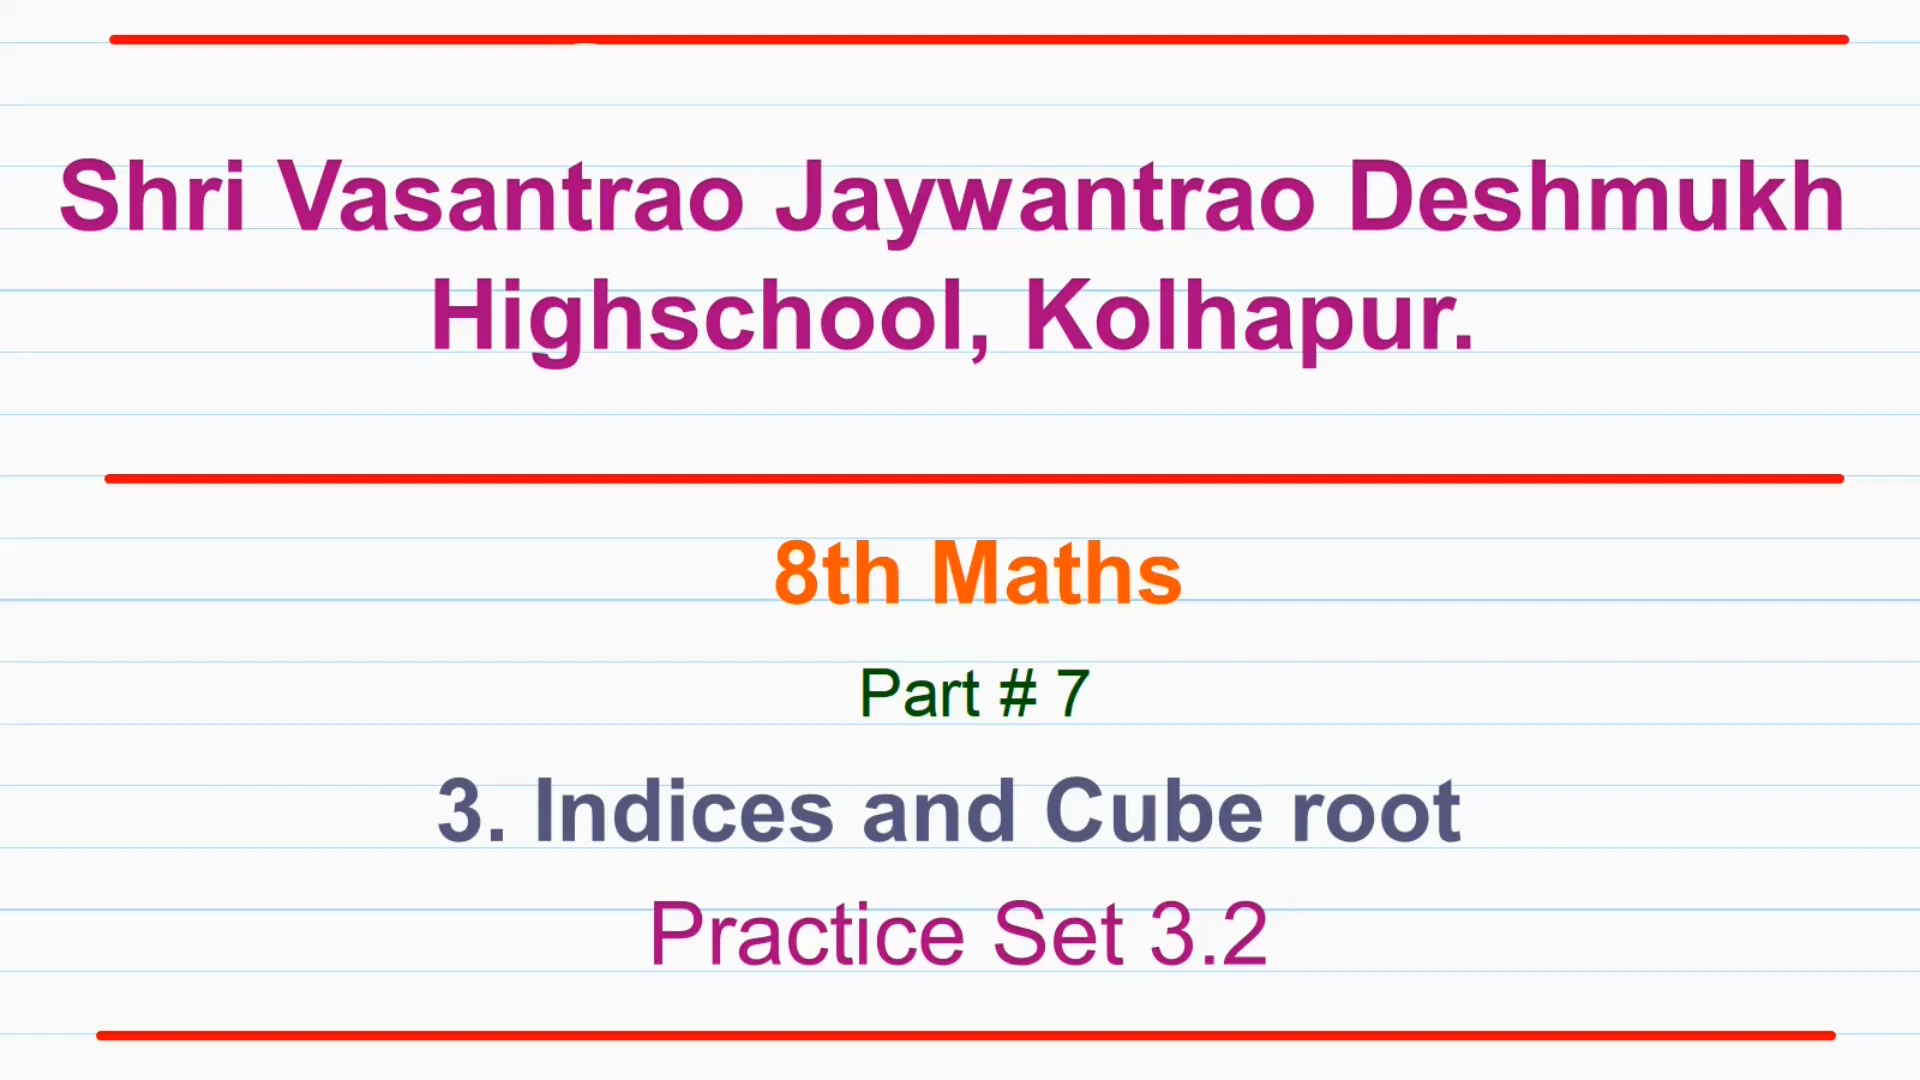 Shri Vasantrao Jaywantrao Deshmukh
Highschool, Kolhapur.
8th Maths
Part # 7
3. Indices and Cube root
Practice Set 3.2